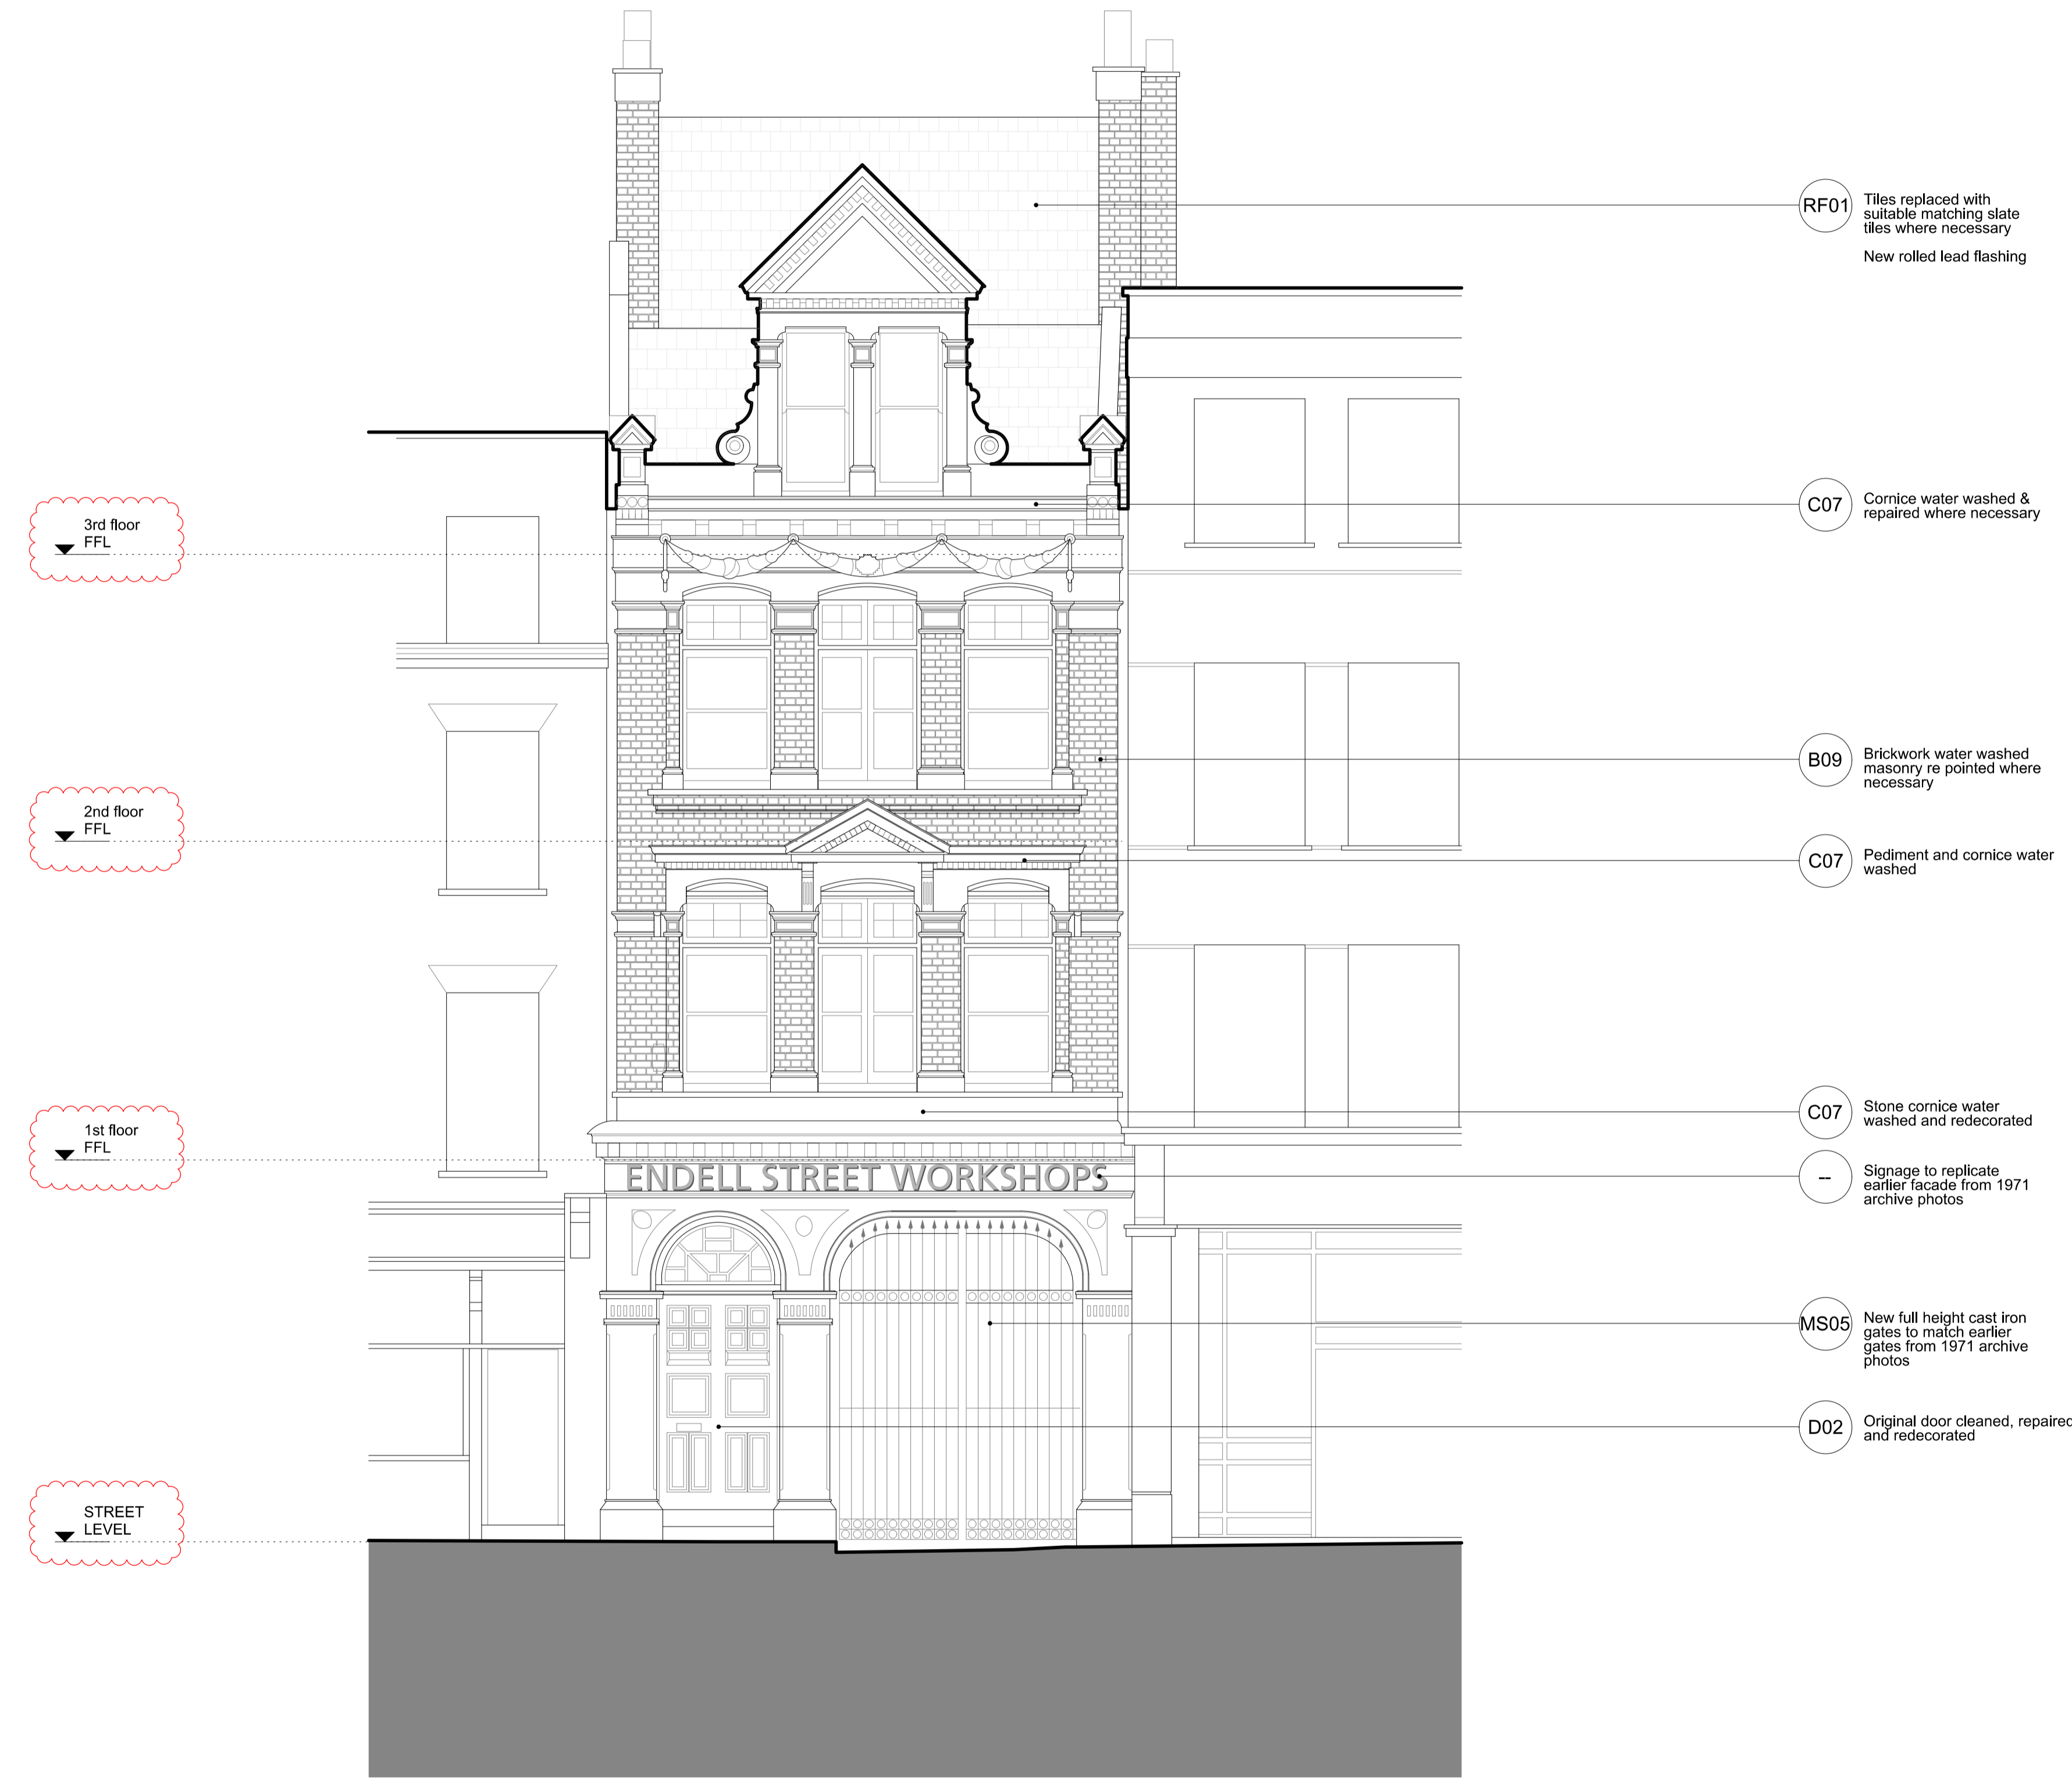 RF01
Tiles replaced with
suitable matching slate
tiles where necessary
New rolled lead flashing
3rd floor
FFL
C07
Cornice water washed &
repaired where necessary
B09
Brickwork water washed
masonry re pointed where
necessary
2nd floor
FFL
C07
Pediment and cornice water
washed
1st floor
FFL
C07
Stone cornice water
washed and redecorated
ENDELL STREET WORKSHOPS
--
Signage to replicate
earlier facade from 1971
archive photos
MS05
New full height cast iron
gates to match earlier
gates from 1971 archive
photos
D02
Original door cleaned, repaired
and redecorated
STREET
LEVEL